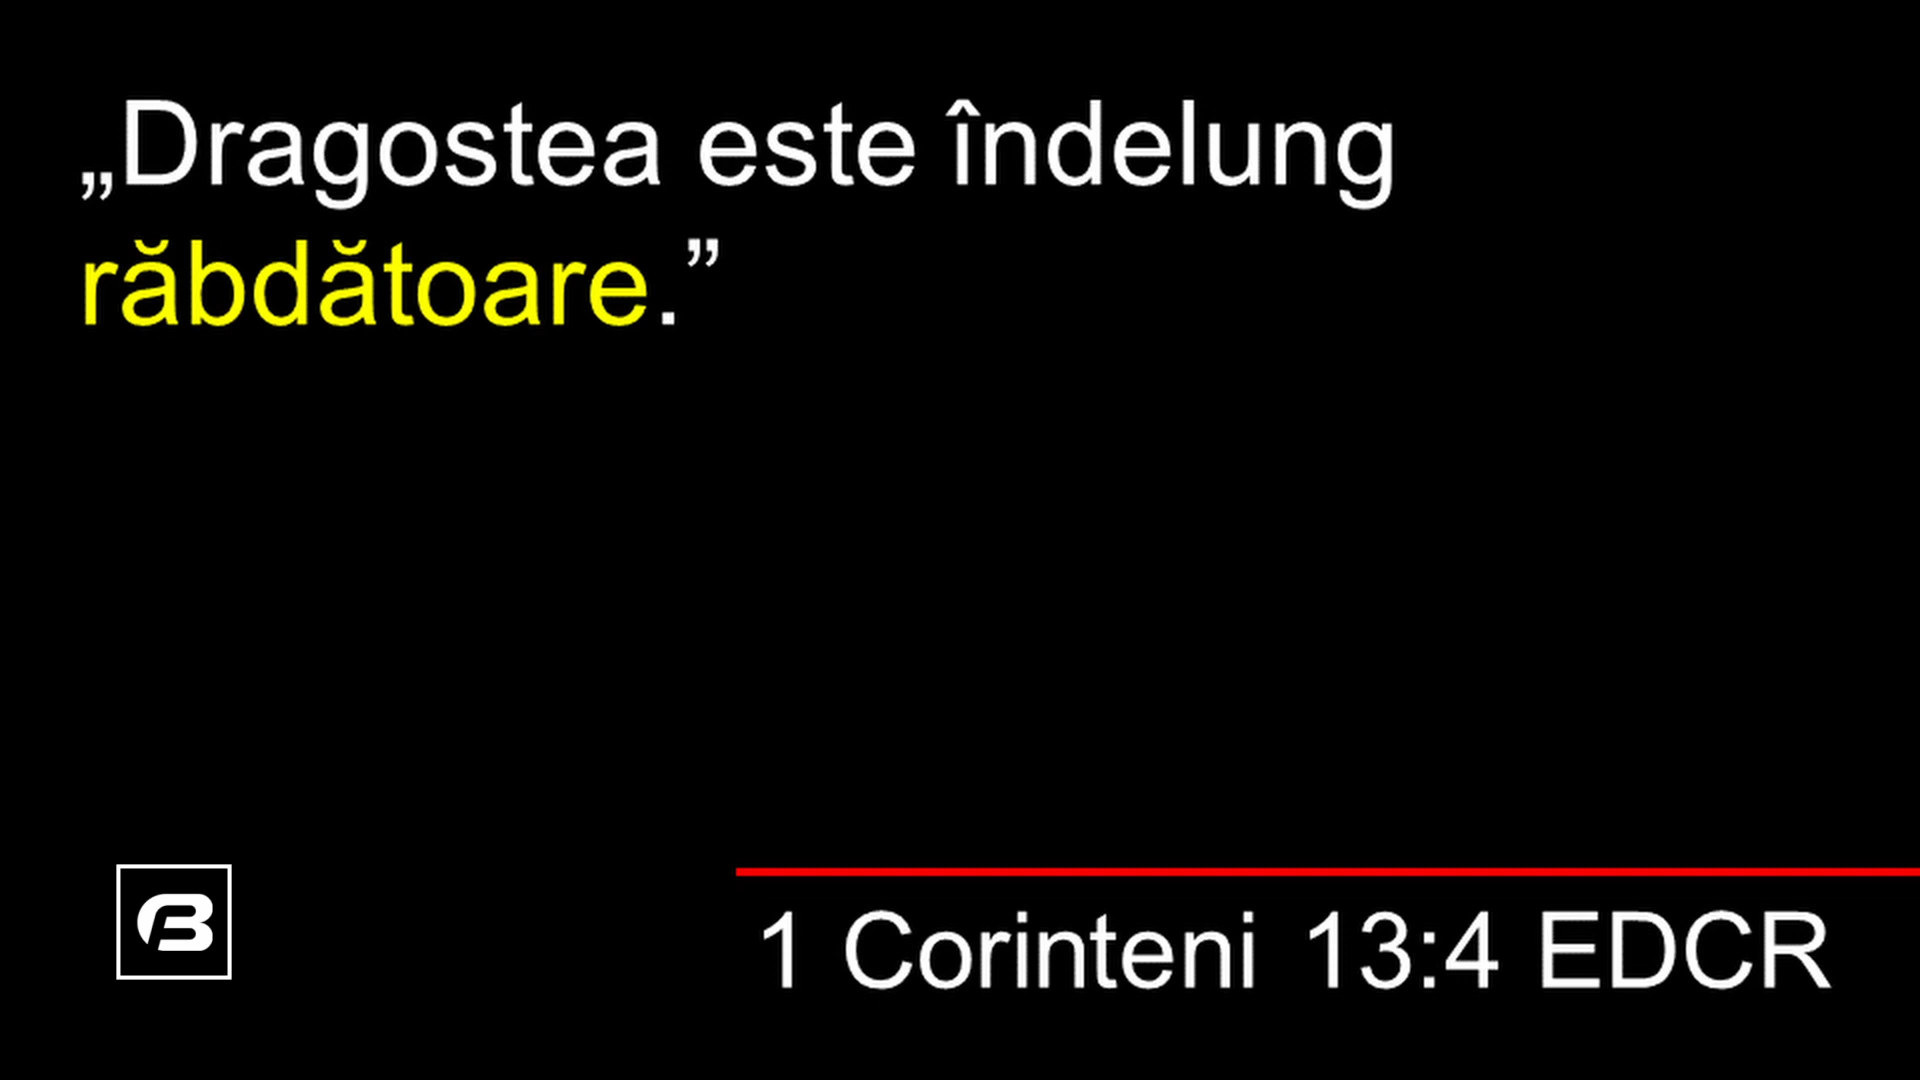 „Dragostea este îndelung
răbdătoare.”
B
1 Corinteni 13:4 EDCR